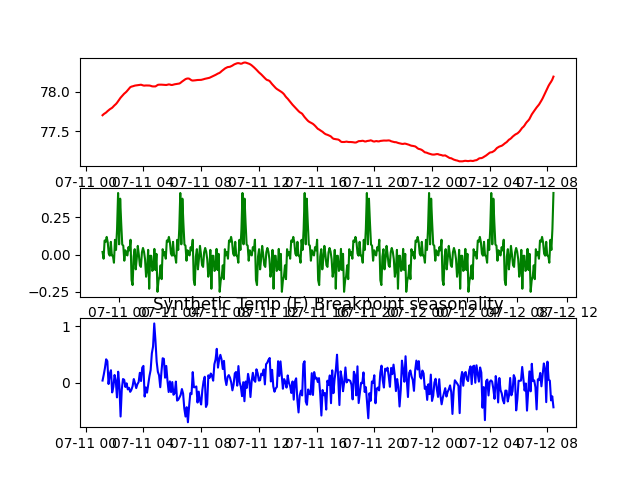 78.0
77.5
07-11 00 07-11 04 07-11 08 07-11 12 07-11 16 07-11 20 07-12 00 07-12 04 07-12 08
0.25
0.00
−0.25
07-11 00 07-11 04 07-11 08 07-11 12 07-11 16 07-11 20 07-12 00 07-12 04 07-12 08 07-12 12
Synthetic Temp (F) Breakpoint seasonality
1
0
07-11 00 07-11 04 07-11 08 07-11 12 07-11 16 07-11 20 07-12 00 07-12 04 07-12 08